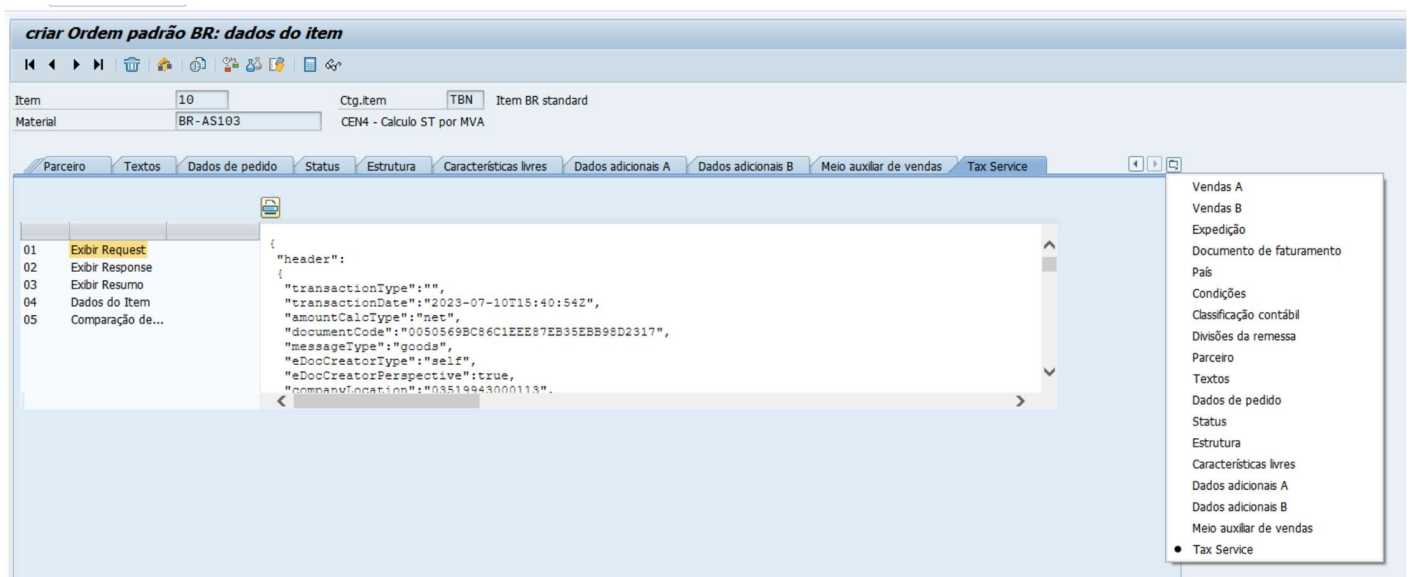 criar Ordem padrão BR: dados do item
Item 10 Ctg.item TBN Item BR standard
Material BR-AS103 CEN4 - Calculo ST por MVA
Parceiro Textos Dados de pedido Status Estrutura Características livres Dados adicionais A Dados adicionais B Meio auxiliar de vendas Tax Service
01 Exibir Request
02 Exibir Response
03 Exibir Resumo
04 Dados do Item
05 Comparação de...
{
"header":
{
"transactionType":"",
"transactionDate":"2023-07-10T15:40:54Z",
"amountCalcType":"net",
"documentCode":"0050569BC86C1EEE87EB35EBB98D2317",
"messageType":"goods",
"eDocCreatorType":"self",
"eDocCreatorPerspective":true,
"companyLocation":"03519943000113",
Vendas A
Vendas B
Expedição
Documento de faturamento
País
Condições
Classificação contábil
Divisões da remessa
Parceiro
Textos
Dados de pedido
Status
Estrutura
Características livres
Dados adicionais A
Dados adicionais B
Meio auxiliar de vendas
Tax Service